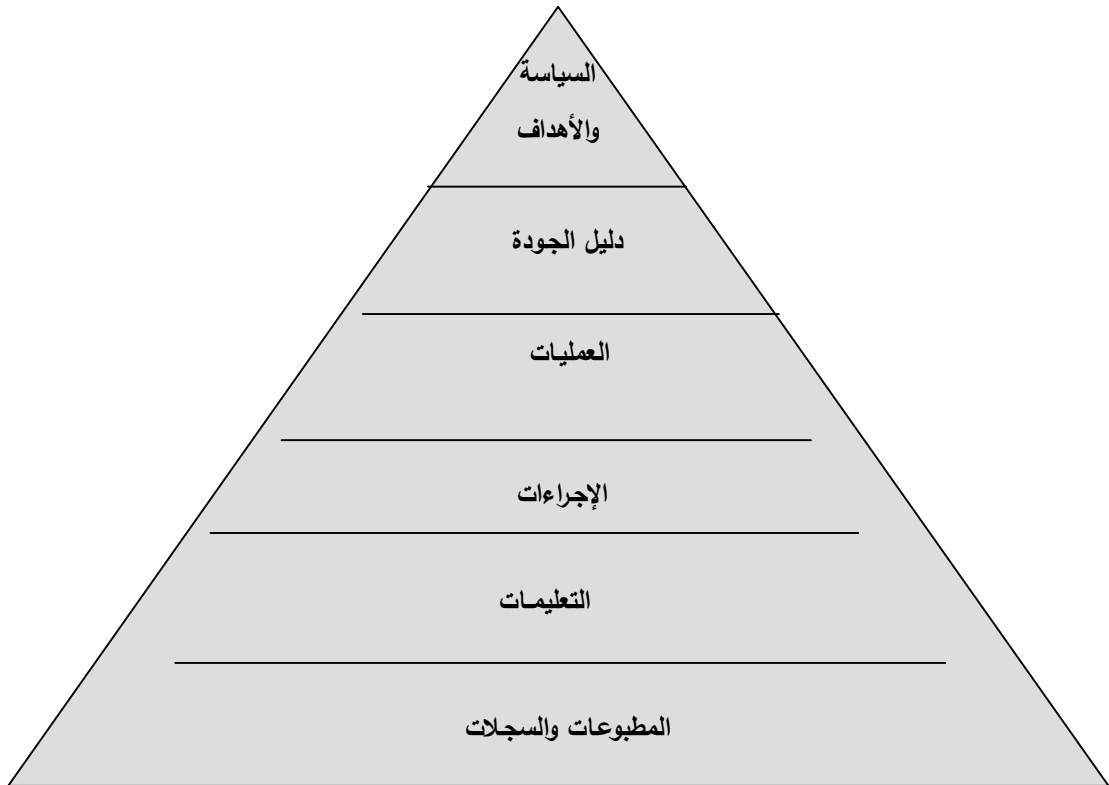 السياسة
والأهداف
دليل الجودة
العمليات
الإجراءات
التعليمات
المطبوعات والسجلات